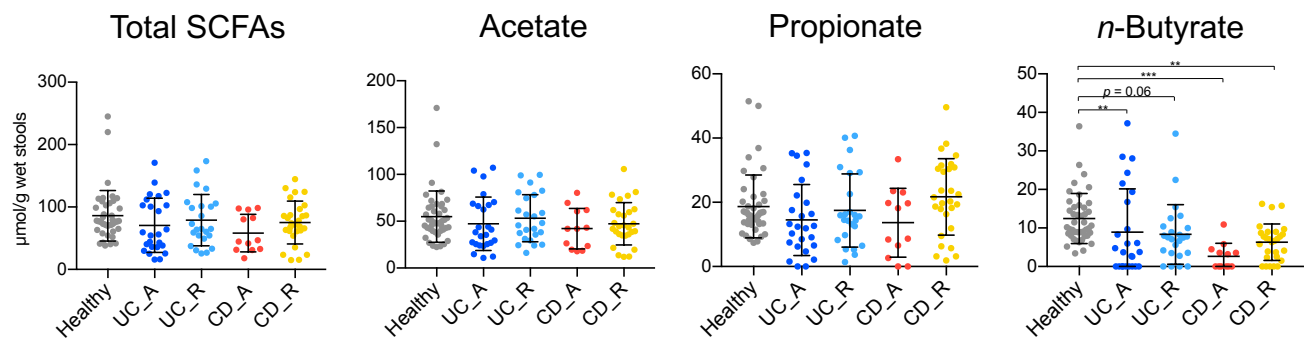 Total SCFAs
Acetate
Propionate
n-Butyrate
μmol/g wet stools
300
200
100
0
Healthy
UC_A
UC_R
CD_A
CD_R
200
150
100
50
0
Healthy
UC_A
UC_R
CD_A
CD_R
60
40
20
0
Healthy
UC_A
UC_R
CD_A
CD_R
50
40
30
20
10
0
**
***
p = 0.06
**
Healthy
UC_A
UC_R
CD_A
CD_R